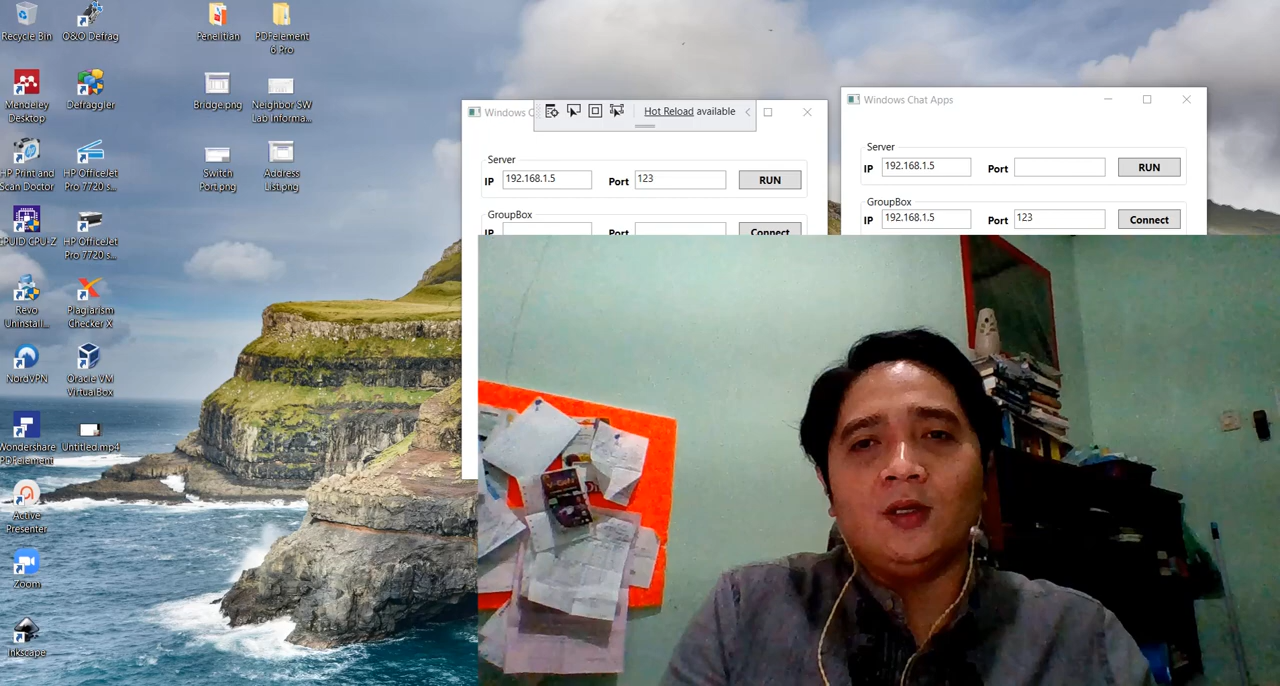 Recycle Bin
O&O Defrag
Penelitian
PDFelement
6 Pro
Mendeley
Desktop
Defraggler
Bridge.png
Neighbor SW
Lab Informa...
HP Print and
Scan Doctor
HP OfficeJet
Pro 7720 s...
Switch
Port.png
Address
List.png
CPUID CPU-Z
HP OfficeJet
Pro 7720 s...
Revo
Uninstall...
Plagiarism
Checker X
NordVPN
Oracle VM
VirtualBox
Wondershare
PDFelement
Untitled.mp4
Active
Presenter
Zoom
Inkscape
Windows C
Hot Reload available
Server
IP 192.168.1.5 Port 123 RUN
GroupBox
IP Port Connect
Windows Chat Apps
Server
IP 192.168.1.5 Port RUN
GroupBox
IP 192.168.1.5 Port 123 Connect